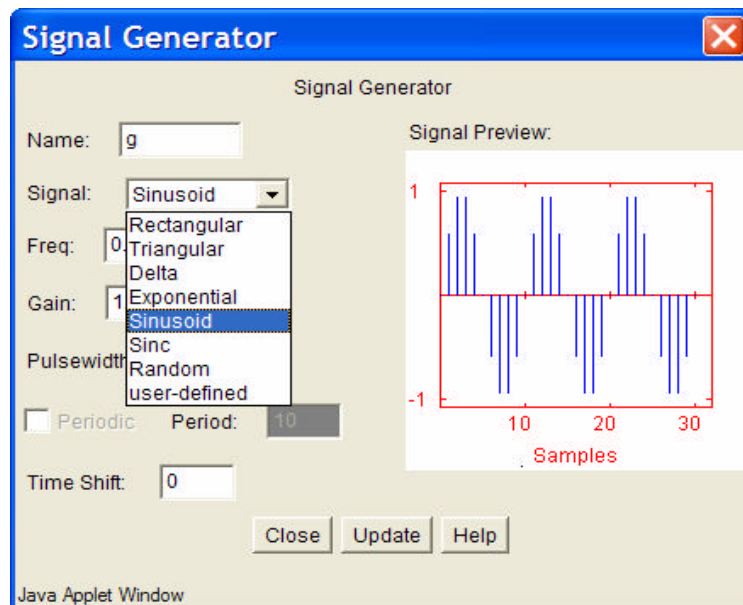 Signal Generator
Signal Generator
Name: g
Signal: Sinusoid
Rectangular
Triangular
Delta
Exponential
Sinusoid
Sinc
Random
user-defined
Freq: 0.
Gain: 1
Pulsewidth
Periodic Period: 10
Time Shift: 0
Signal Preview:
1
-1
10 20 30
Samples
Close Update Help
Java Applet Window